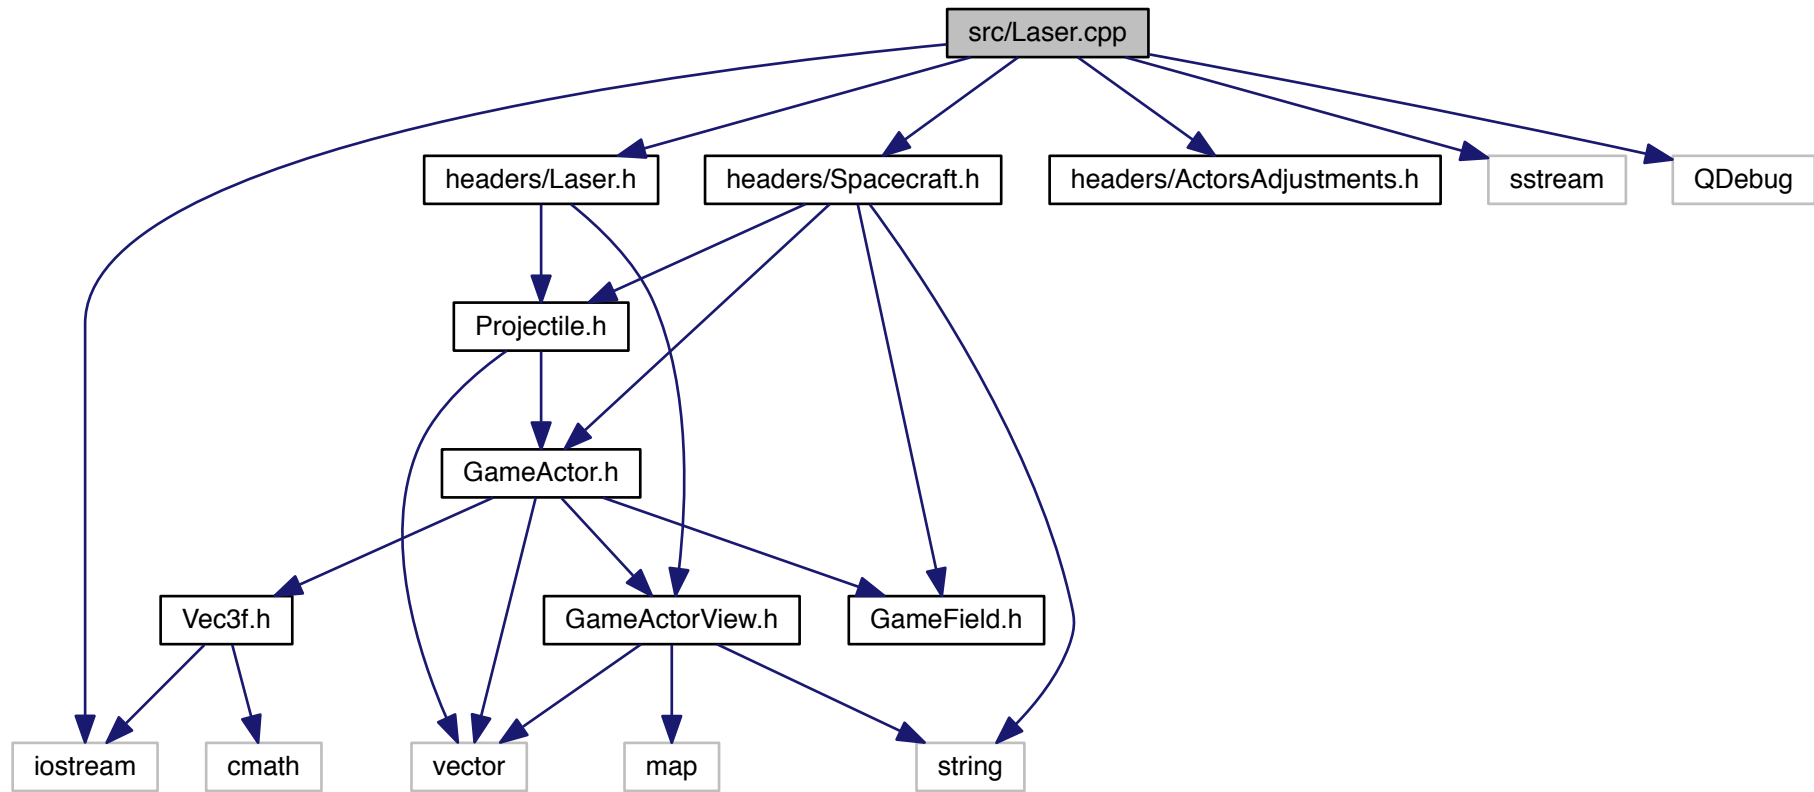 src/Laser.cpp
headers/Laser.h
headers/Spacecraft.h
headers/ActorsAdjustments.h
sstream
QDebug
Projectile.h
GameActor.h
Vec3f.h
GameActorView.h
GameField.h
iostream
cmath
vector
map
string